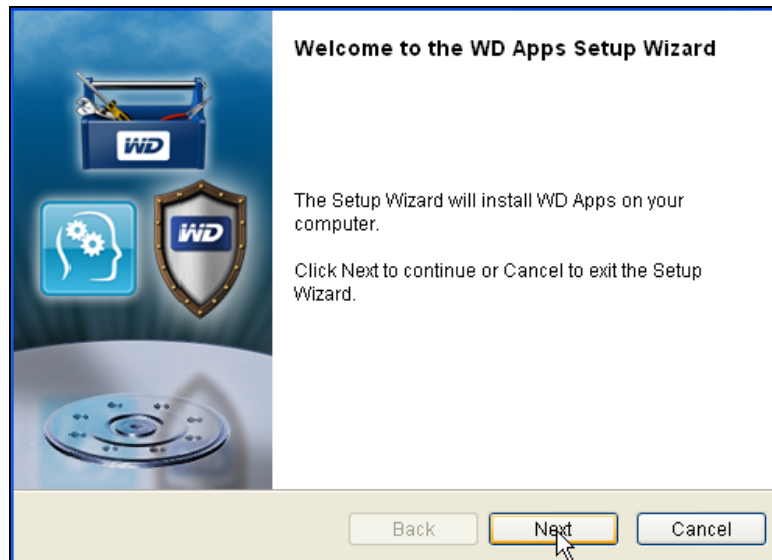 Welcome to the WD Apps Setup Wizard
WD
WD
The Setup Wizard will install WD Apps on your
computer.
Click Next to continue or Cancel to exit the Setup
Wizard.
Back
Next
Cancel